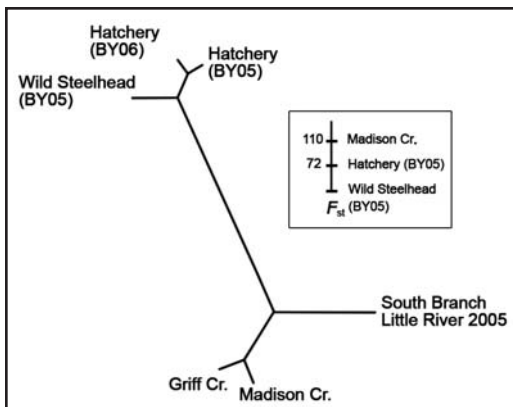 Hatchery
(BY06)
Hatchery
(BY05)
Wild Steelhead
(BY05)
110 Madison Cr.
72 Hatchery (BY05)
Wild Steelhead
Fst (BY05)
South Branch
Little River 2005
Griff Cr.
Madison Cr.